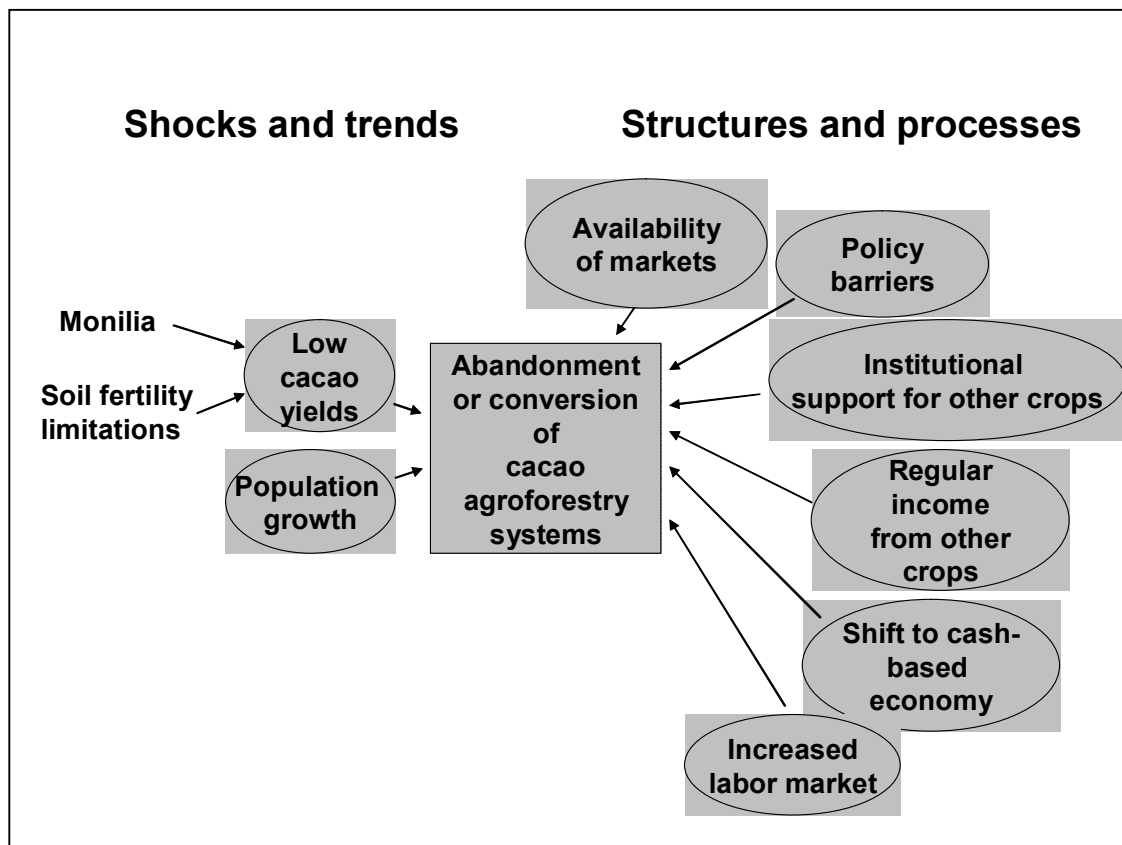 Shocks and trends
Structures and processes
Availability
of markets
Policy
barriers
Monilia
Low
cacao
yields
Soil fertility
limitations
Population
growth
Abandonment
or conversion
of
cacao
agroforestry
systems
Institutional
support for other crops
Regular
income
from other
crops
Shift to cash-
based
economy
Increased
labor market